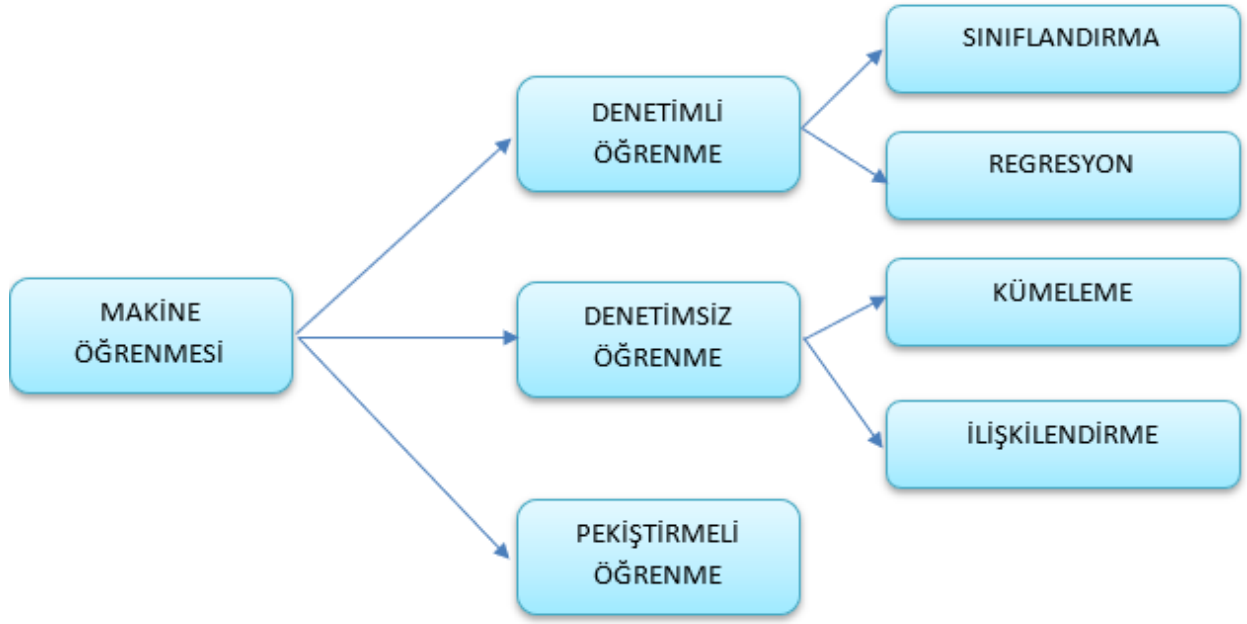 MAKİNE
ÖĞRENMESİ
DENETİMLİ
ÖĞRENME
SINIFLANDIRMA
REGRESYON
DENETİMSİZ
ÖĞRENME
KÜMELEME
İLİŞKİLENDİRME
PEKİŞTİRMELİ
ÖĞRENME